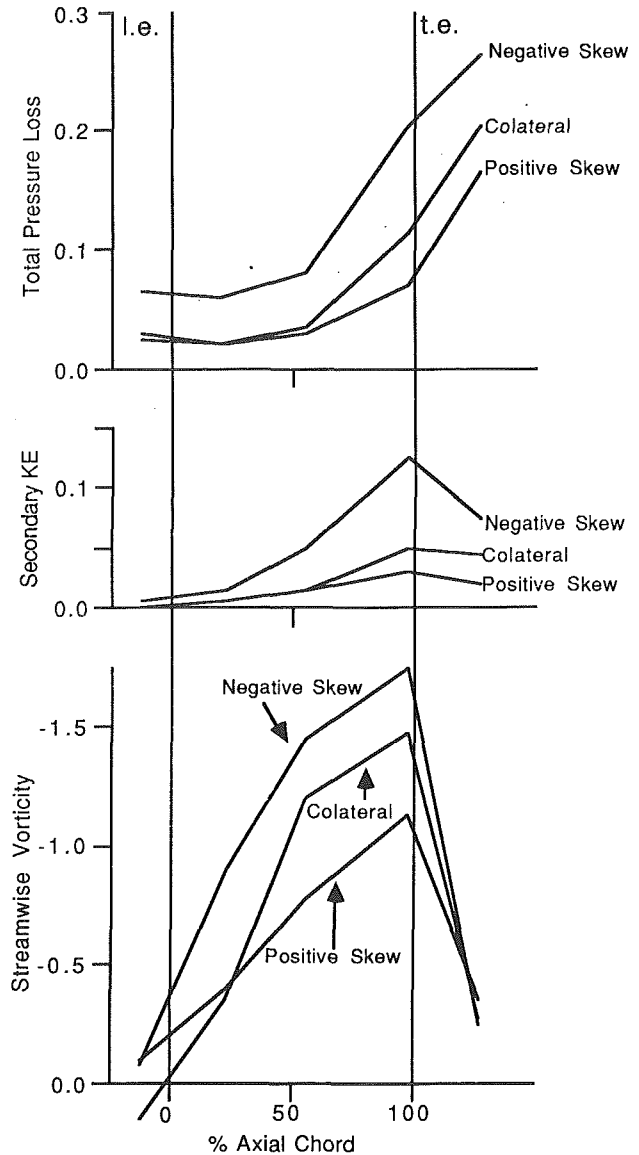 0.3
l.e.
t.e.
Negative Skew
0.2
Colateral
Positive Skew
0.1
0.0
Total Pressure Loss
0.1
Negative Skew
Colateral
Positive Skew
0.0
Secondary KE
Negative Skew
-1.5
Colateral
-1.0
Positive Skew
-0.5
0.0
Streamwise Vorticity
0 50 100
% Axial Chord